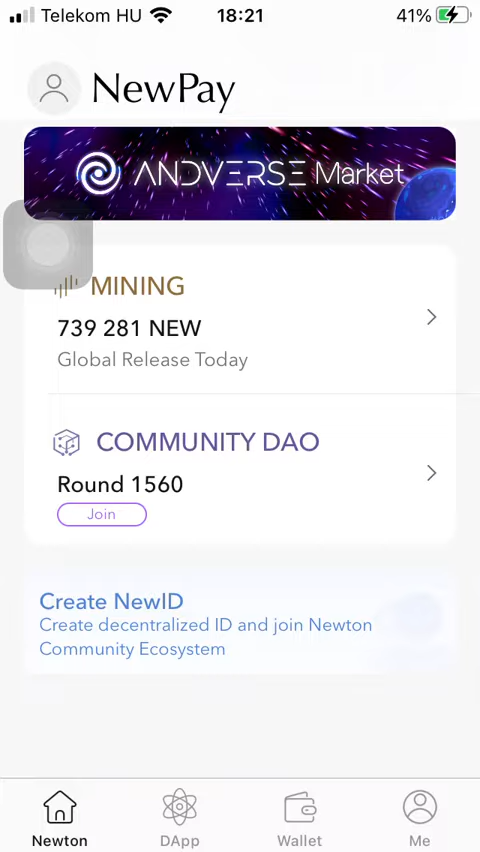 Telekom HU 18:21 41%
NewPay
ANDVERSE Market
MINING
739 281 NEW
Global Release Today
COMMUNITY DAO
Round 1560
Join
Create NewID
Create decentralized ID and join Newton
Community Ecosystem
Newton DApp Wallet Me